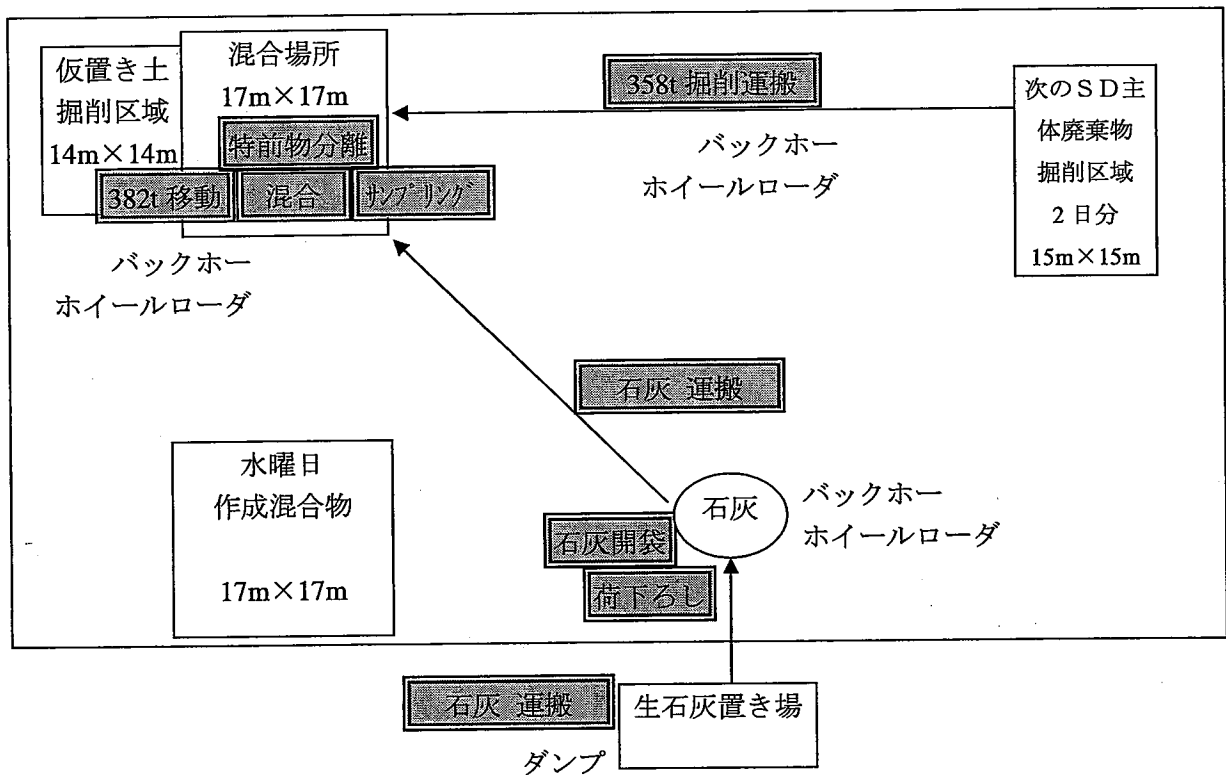 仮置き土
掘削区域
14m×14m
混合場所
17m×17m
特前物分離
382t 移動
混合
サンプリング
バックホー
ホイールローダ
358t 掘削運搬
バックホー
ホイールローダ
次のＳＤ主
体廃棄物
掘削区域
2 日分
15m×15m
石灰 運搬
水曜日
作成混合物
17m×17m
石灰
バックホー
ホイールローダ
石灰開袋
荷下ろし
石灰 運搬
ダンプ
生石灰置き場